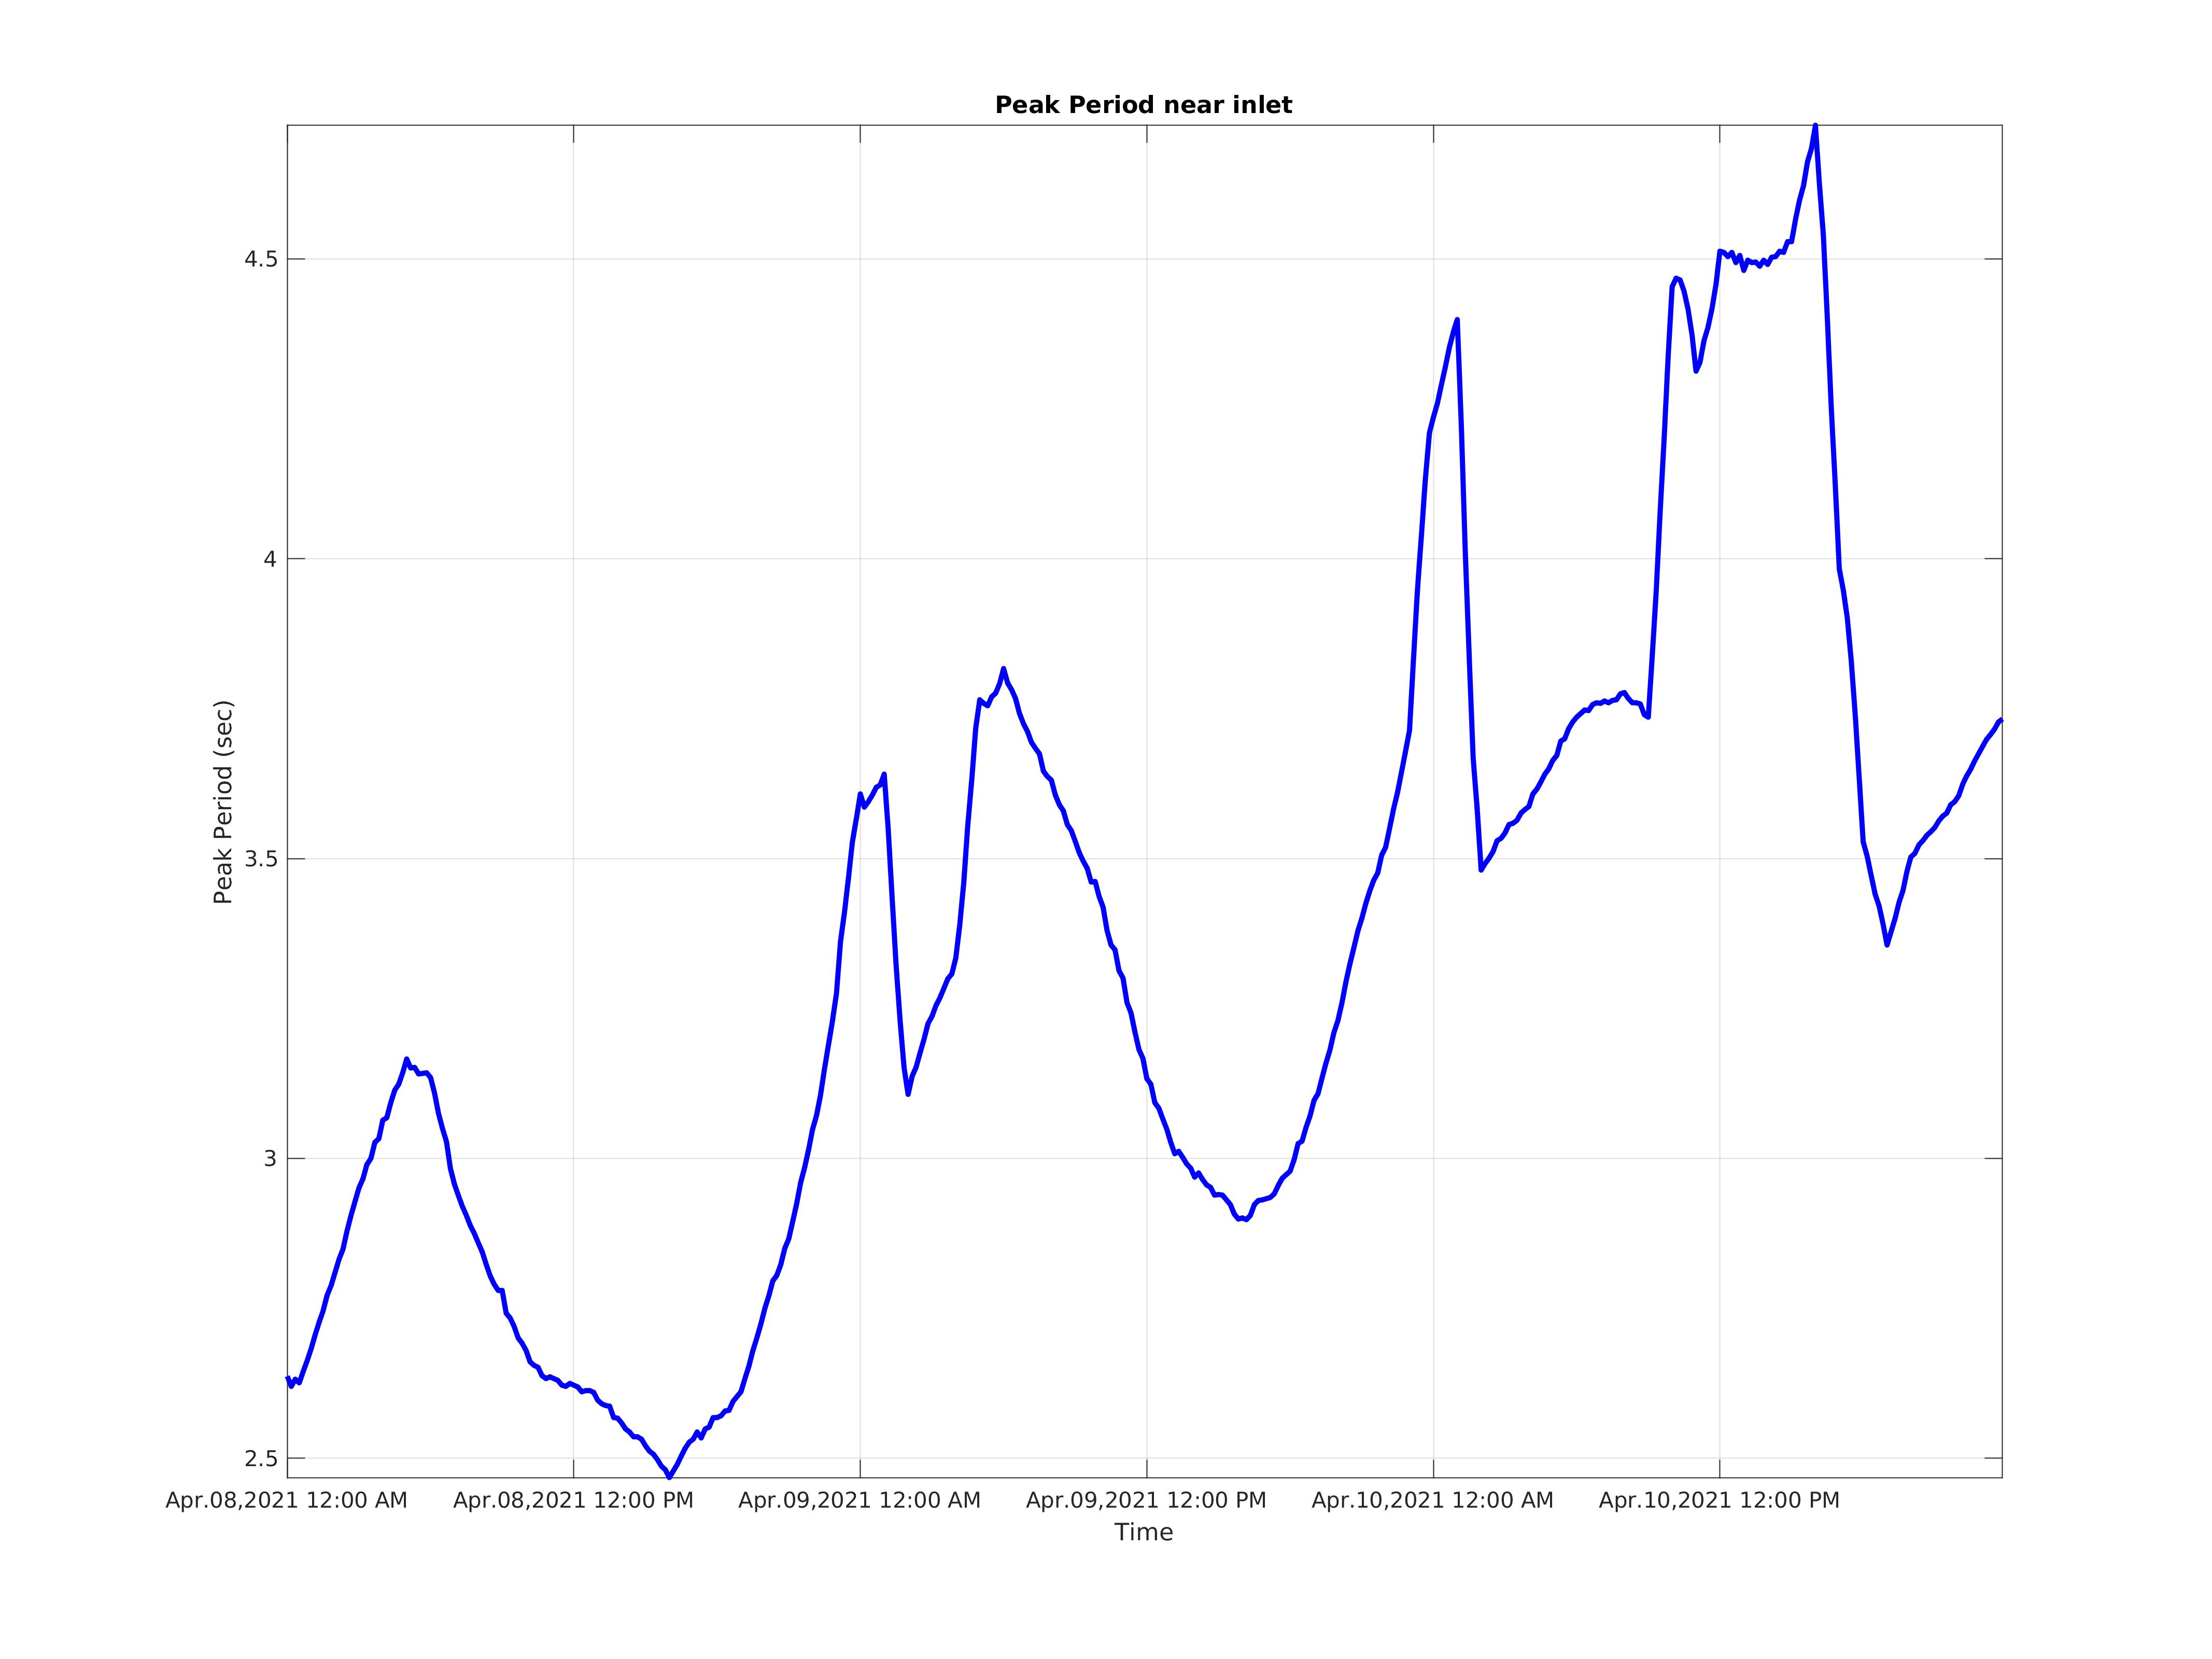 Peak Period near inlet
4.5
4
3.5
3
2.5
Peak Period (sec)
Apr.08,2021 12:00 AM
Apr.08,2021 12:00 PM
Apr.09,2021 12:00 AM
Apr.09,2021 12:00 PM
Apr.10,2021 12:00 AM
Apr.10,2021 12:00 PM
Time